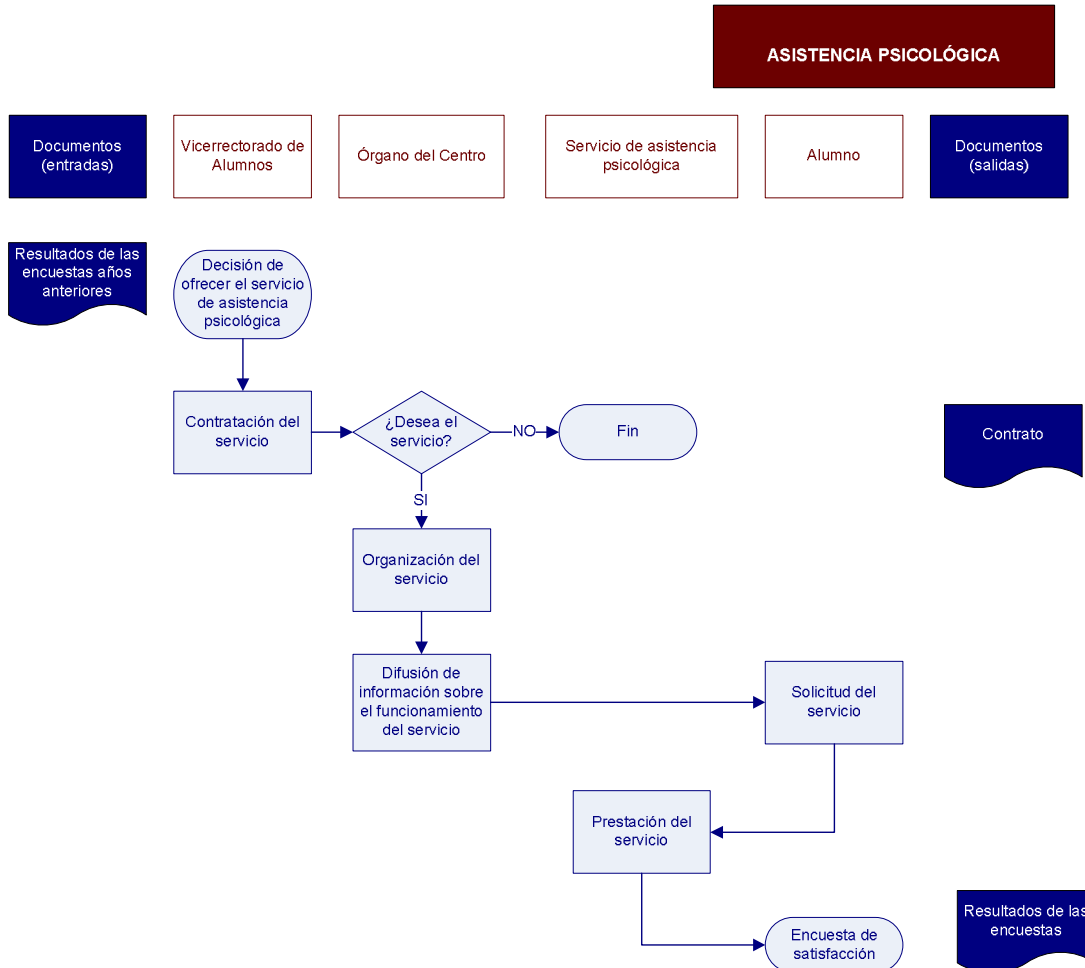 ASISTENCIA PSICOLÓGICA
Documentos
(entradas)
Vicerrectorado de
Alumnos
Órgano del Centro
Servicio de asistencia
psicológica
Alumno
Documentos
(salidas)
Resultados de las
encuestas años
anteriores
Decisión de
ofrecer el servicio
de asistencia
psicológica
Contratación del
servicio
¿Desea el
servicio?
NO
Fin
Contrato
SI
Organización del
servicio
Difusión de
información sobre
el funcionamiento
del servicio
Solicitud del
servicio
Prestación del
servicio
Encuesta de
satisfacción
Resultados de las
encuestas